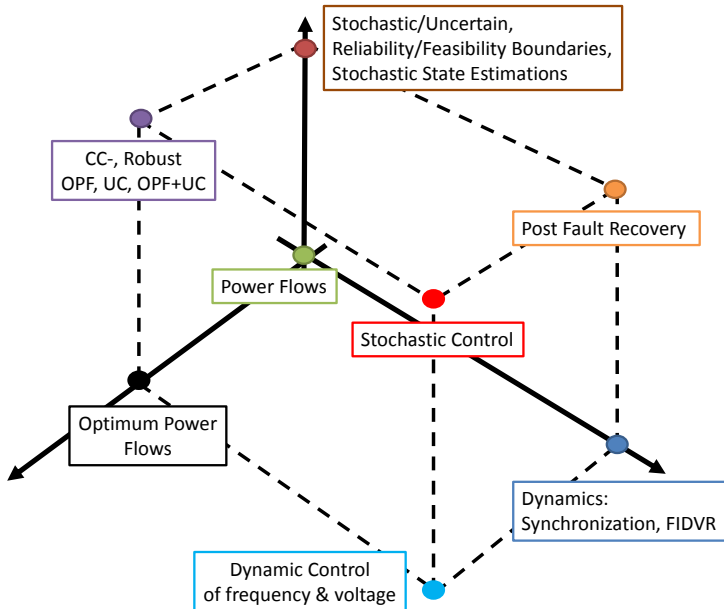 Stochastic/Uncertain,
Reliability/Feasibility Boundaries,
Stochastic State Estimations
CC-, Robust
OPF, UC, OPF+UC
Post Fault Recovery
Power Flows
Stochastic Control
Optimum Power
Flows
Dynamics:
Synchronization, FIDVR
Dynamic Control
of frequency & voltage